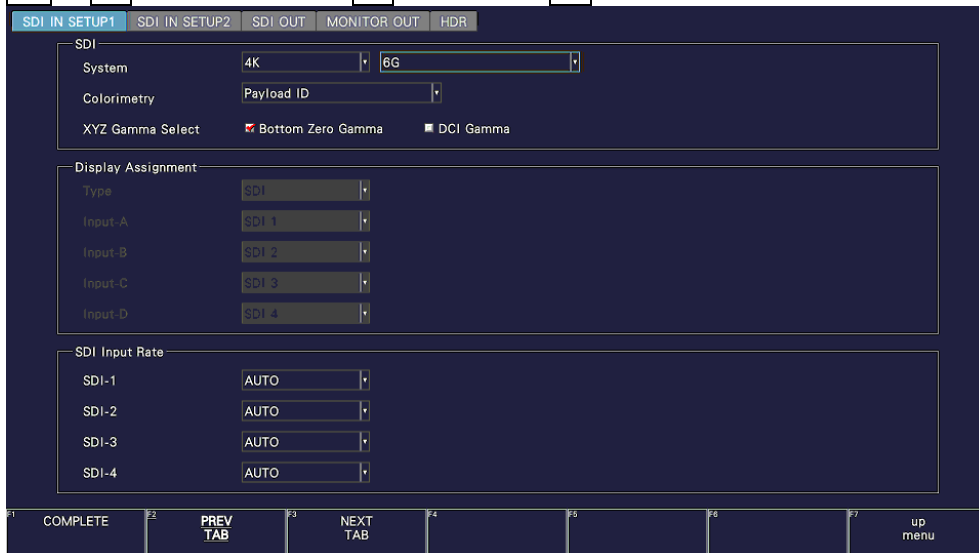 SDI IN SETUP1 SDI IN SETUP2 SDI OUT MONITOR OUT HDR
SDI
System 4K 6G
Colorimetry Payload ID
XYZ Gamma Select Bottom Zero Gamma DCI Gamma
Display Assignment
Type SDI
Input-A SDI 1
Input-B SDI 2
Input-C SDI 3
Input-D SDI 4
SDI Input Rate
SDI-1 AUTO
SDI-2 AUTO
SDI-3 AUTO
SDI-4 AUTO
F1 COMPLETE F2 PREV TAB F3 NEXT TAB F4 F5 F6 F7 up menu